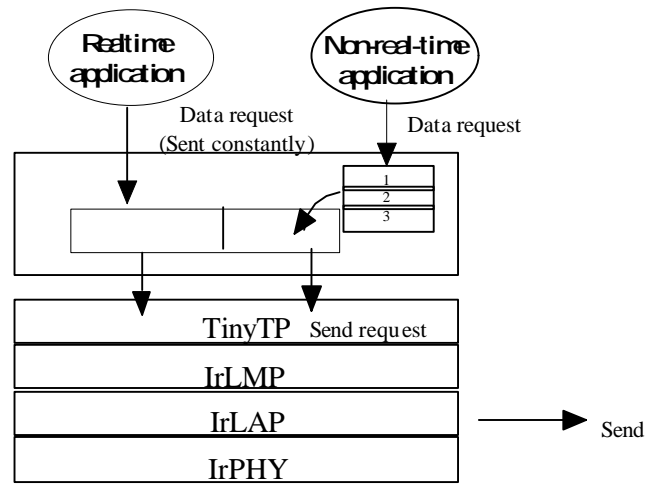 Realtime
application
Non-real-time
application
Data request
(Sent constantly)
Data request
1
2
3
TinyTP
Send request
IrLMP
IrLAP
Send
IrPHY